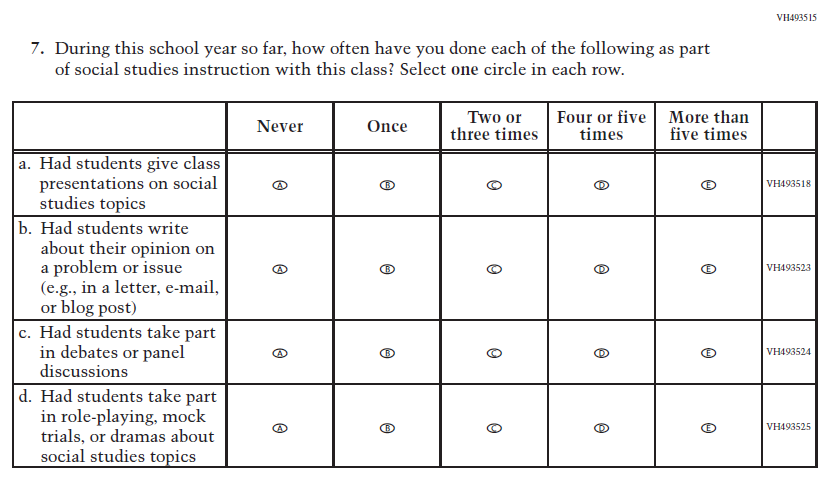 VH493515
7. During this school year so far, how often have you done each of the following as part
of social studies instruction with this class? Select one circle in each row.
Never
Once
Two or
three times
Four or five
times
More than
five times
a. Had students give class
presentations on social
studies topics
A B C D E VH493518
b. Had students write
about their opinion on
a problem or issue
(e.g., in a letter, e-mail,
or blog post)
A B C D E VH493523
c. Had students take part
in debates or panel
discussions
A B C D E VH493524
d. Had students take part
in role-playing, mock
trials, or dramas about
social studies topics
A B C D E VH493525